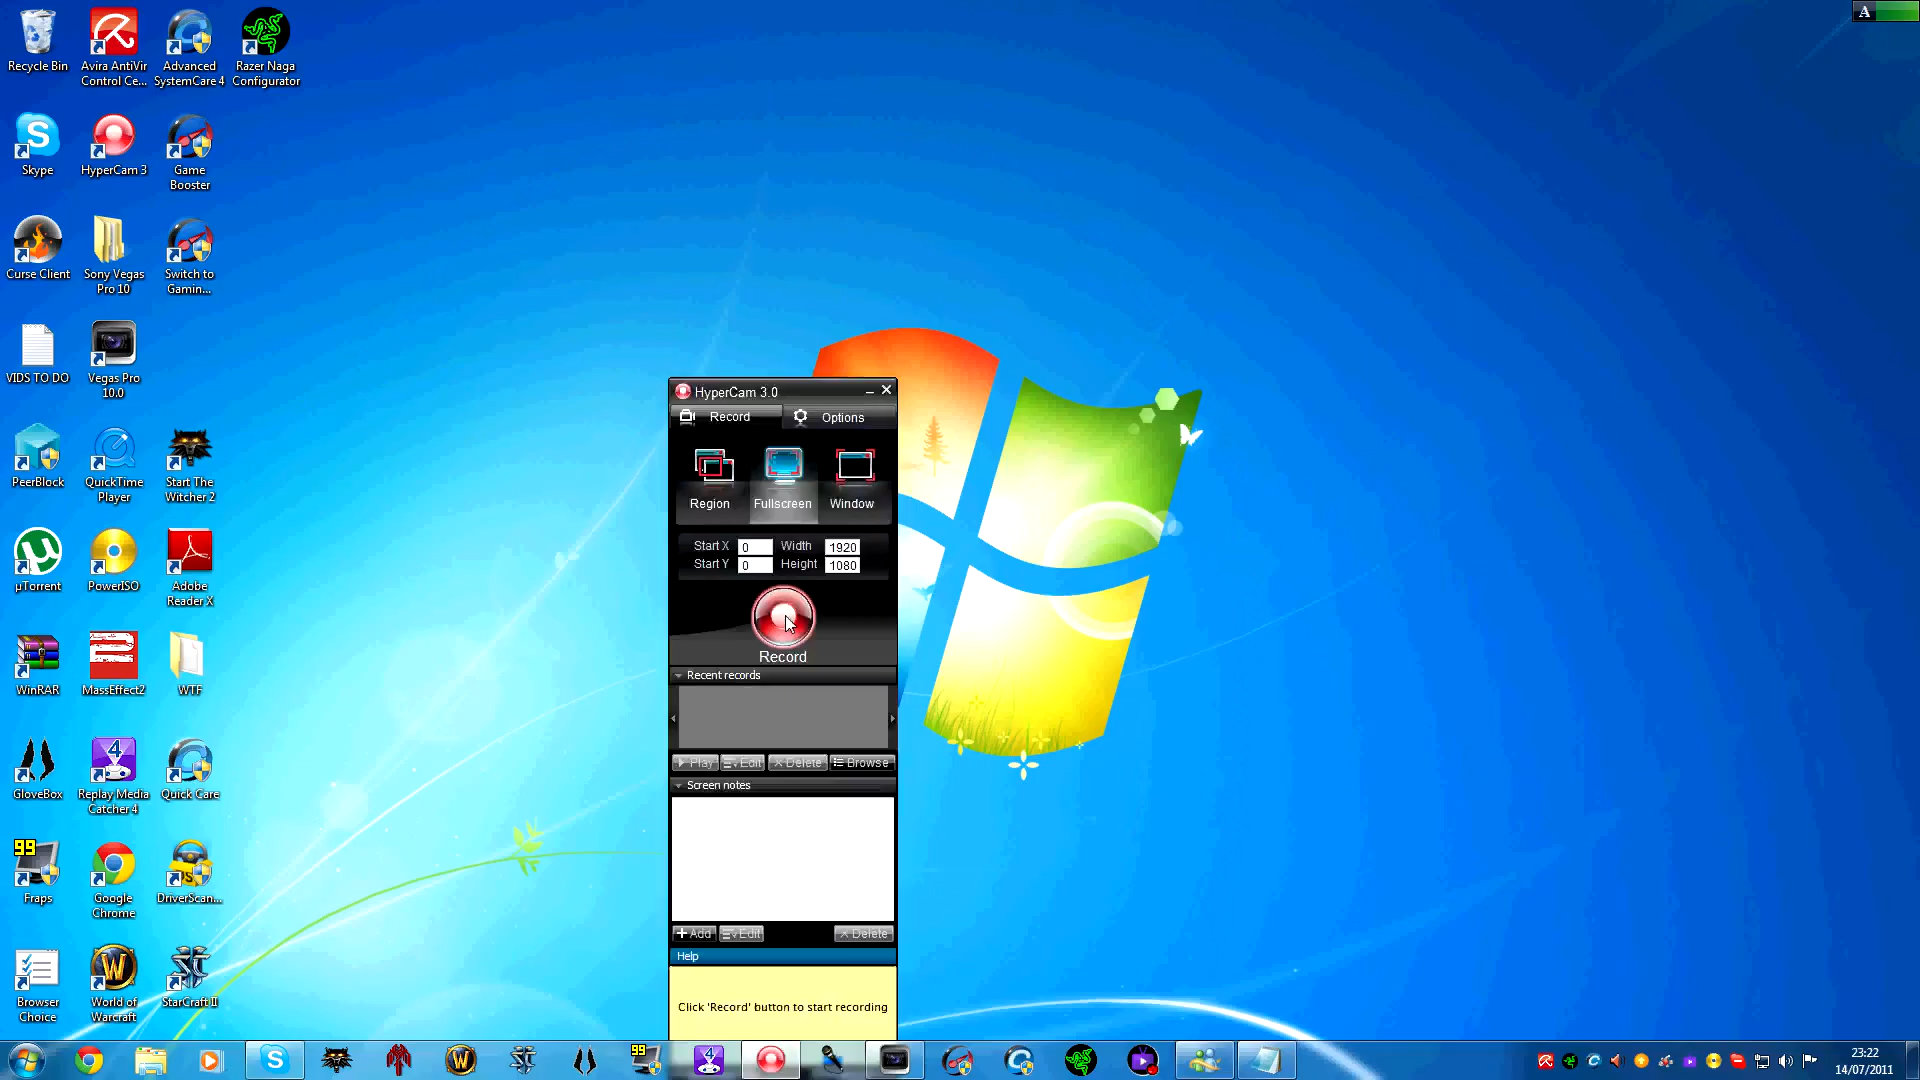 Recycle Bin
Avira AntiVir
Control Ce...
Advanced
SystemCare 4
Razer Naga
Configurator
Skype
HyperCam 3
Game
Booster
Curse Client
Sony Vegas
Pro 10
Switch to
Gamin...
VIDS TO DO
Vegas Pro
10.0
PeerBlock
QuickTime
Player
Start The
Witcher 2
µTorrent
PowerISO
Adobe
Reader X
WinRAR
MassEffect2
WTF
GloveBox
4
Replay Media
Catcher 4
Quick Care
99
Fraps
Google
Chrome
DriverScan...
Browser
Choice
World of
Warcraft
StarCraft II
A
HyperCam 3.0
Record
Options
Region
Fullscreen
Window
Start X 0 Width 1920
Start Y 0 Height 1080
Record
Recent records
Play
Edit
Delete
Browse
Screen notes
Add
Edit
Delete
Help
Click 'Record' button to start recording
99
4
23:22
14/07/2011